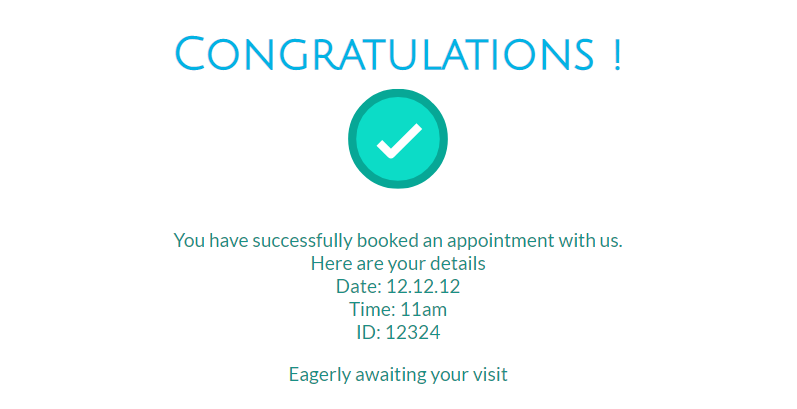 Congratulations !
You have successfully booked an appointment with us.
Here are your details
Date: 12.12.12
Time: 11am
ID: 12324
Eagerly awaiting your visit